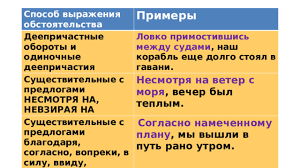 Способ выражения
обстоятельства
Примеры
Деепричастные
обороты и
одиночные
деепричастия
Ловко примостившись
между судами, наш
корабль еще долго стоял в
гавани.
Существительные с
предлогами
НЕСМОТРЯ НА,
НЕВЗИРАЯ НА
Несмотря на ветер с
моря, вечер был
теплым.
Существительные с
предлогами
благодаря,
согласно, вопреки, в
силу, ввиду,
Согласно намеченному
плану, мы вышли в
путь рано утром.